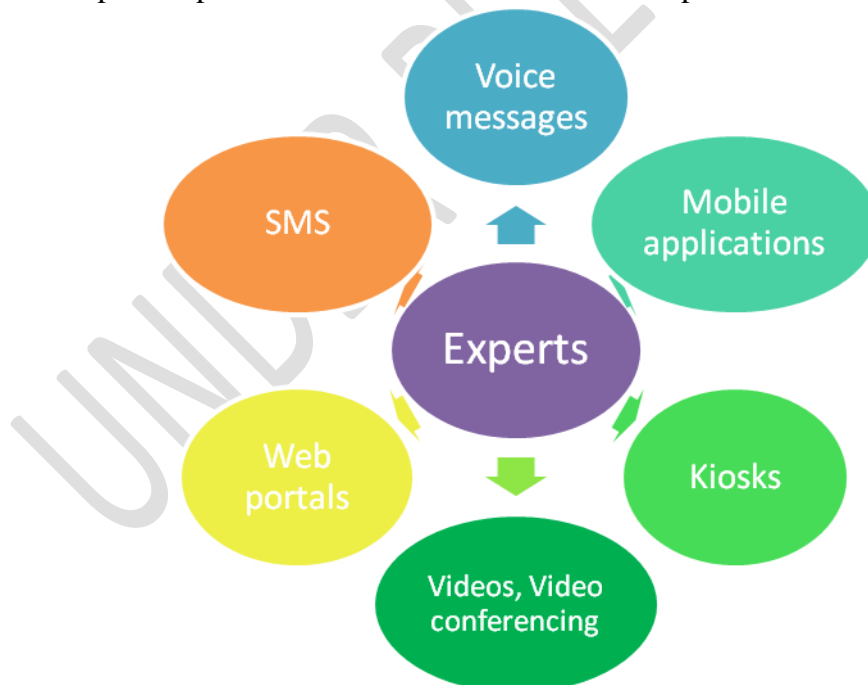 Voice
messages
SMS
Mobile
applications
Experts
Web
portals
Kiosks
Videos, Video
conferencing